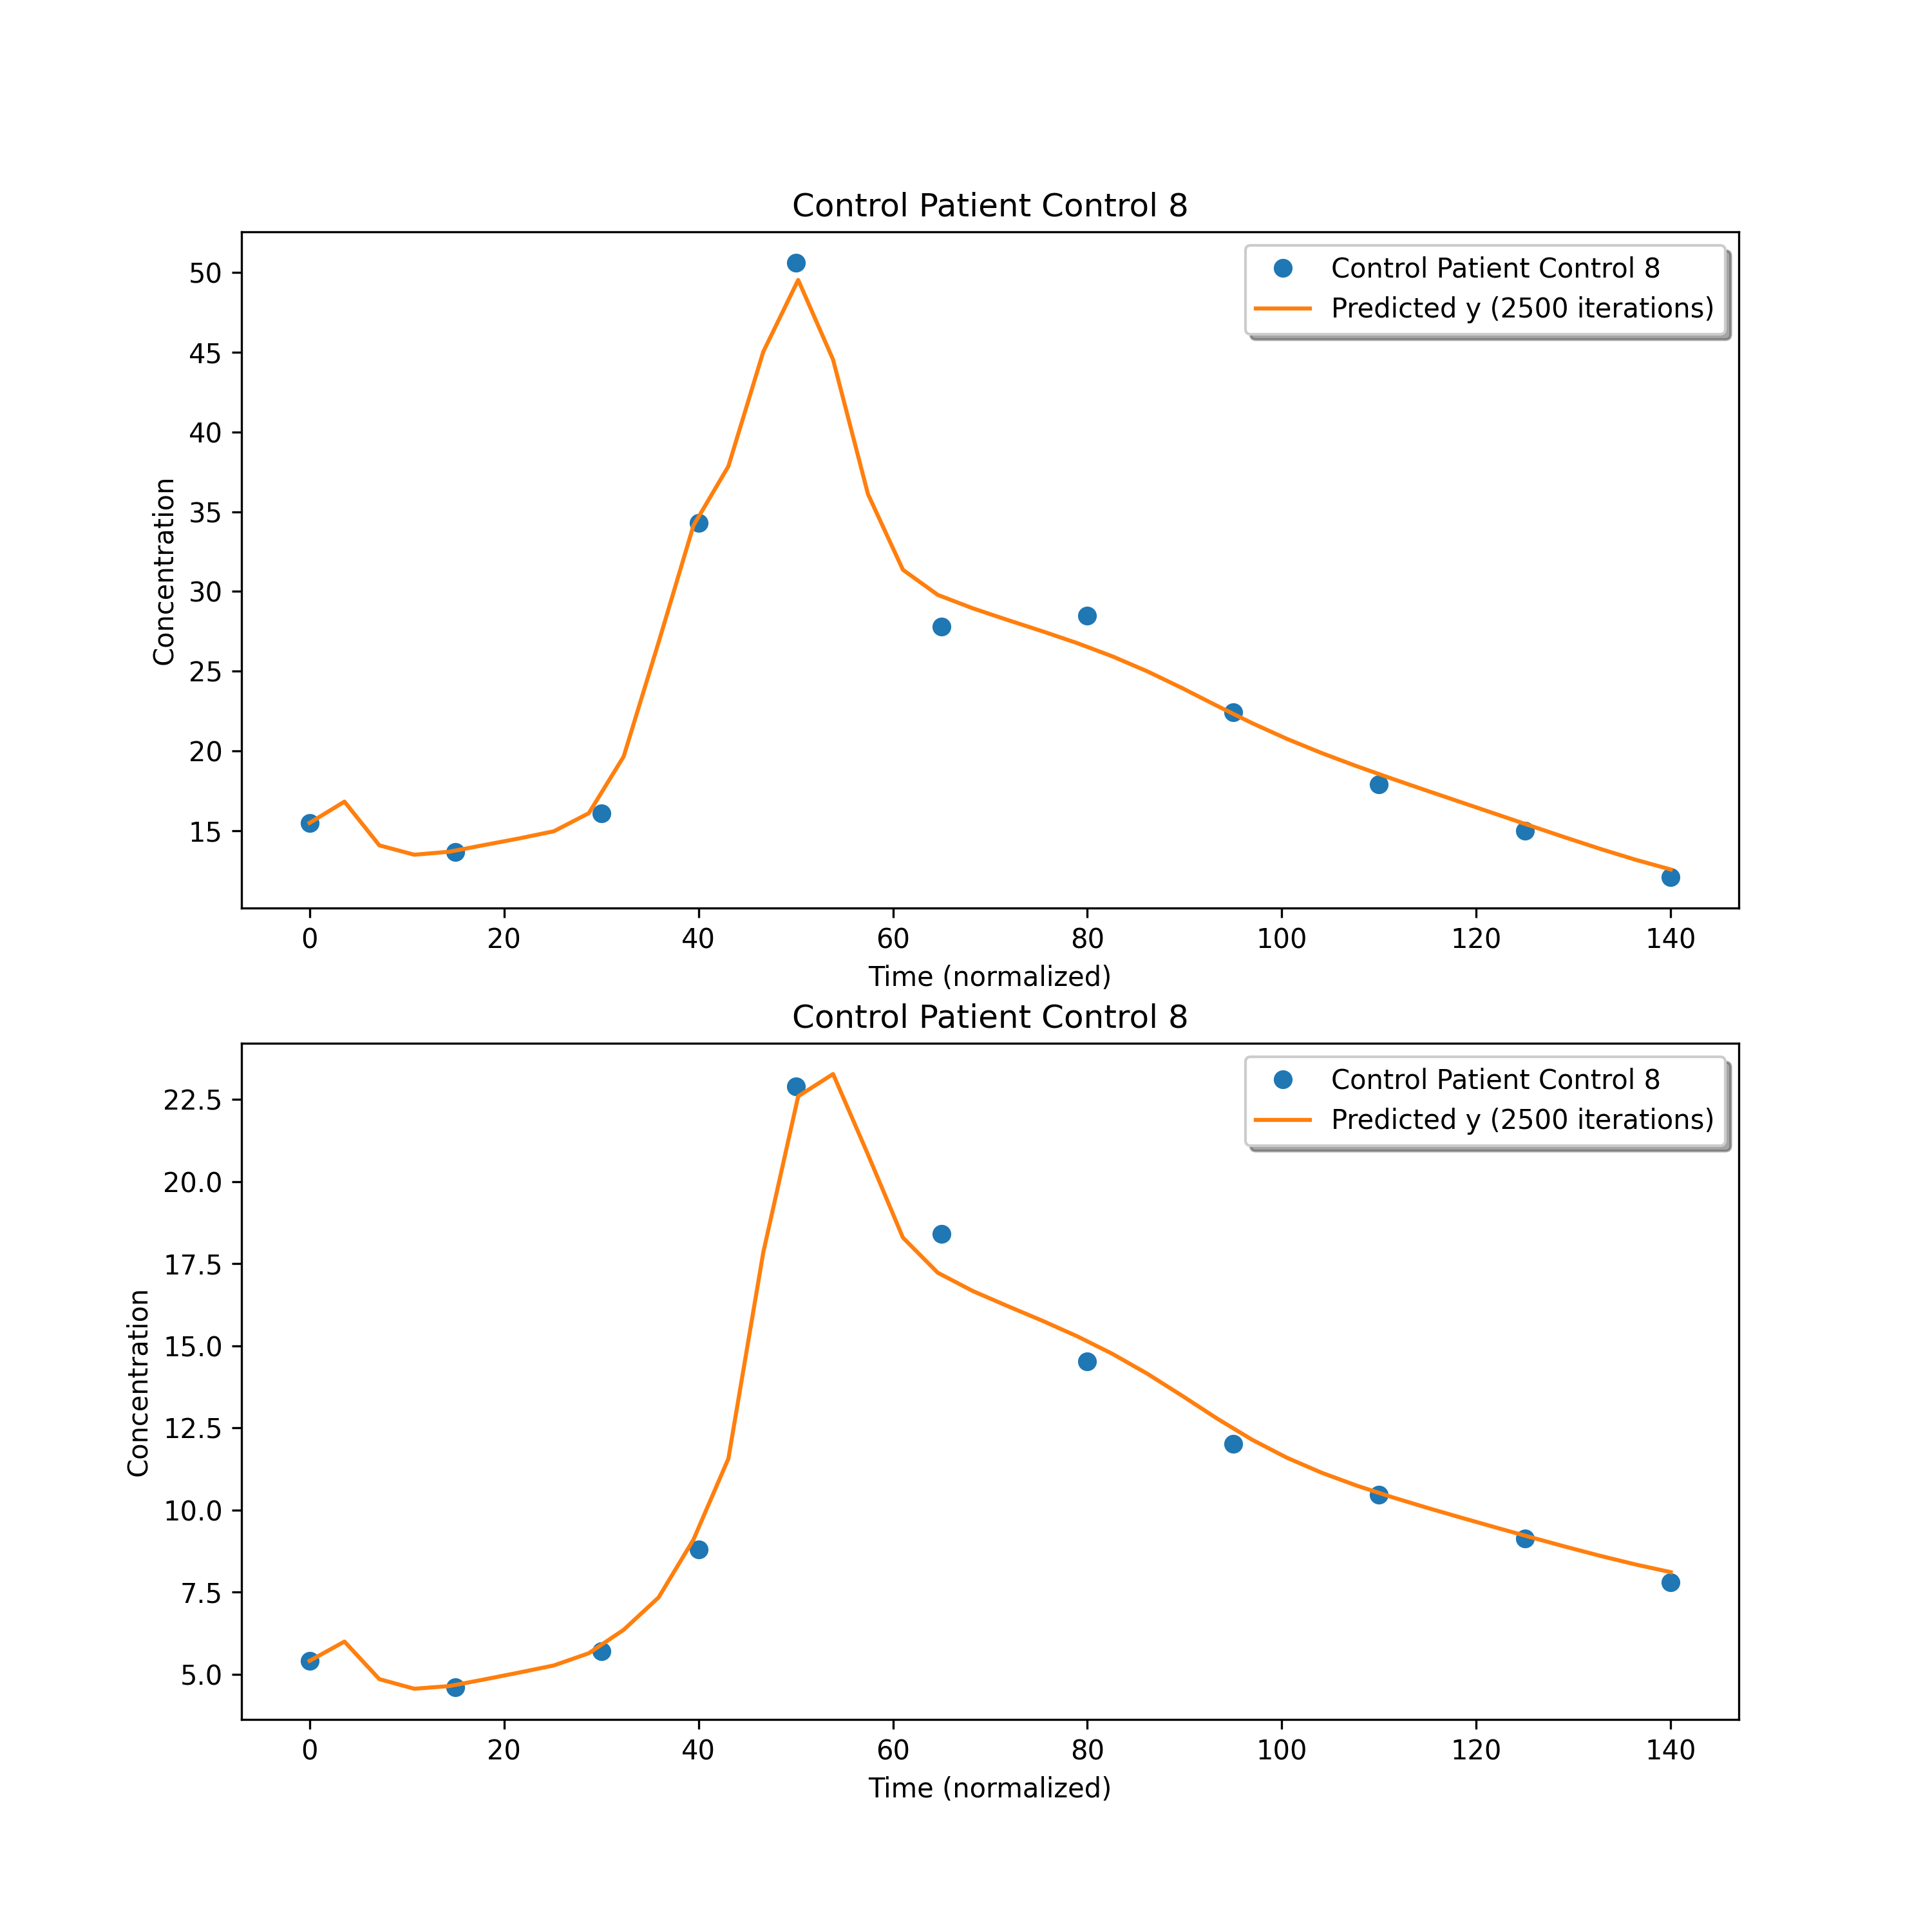 Control Patient Control 8
Control Patient Control 8
Predicted y (2500 iterations)
50
45
40
35
30
25
20
15
Concentration
0 20 40 60 80 100 120 140
Time (normalized)
Control Patient Control 8
Control Patient Control 8
Predicted y (2500 iterations)
22.5
20.0
17.5
15.0
12.5
10.0
7.5
5.0
Concentration
0 20 40 60 80 100 120 140
Time (normalized)